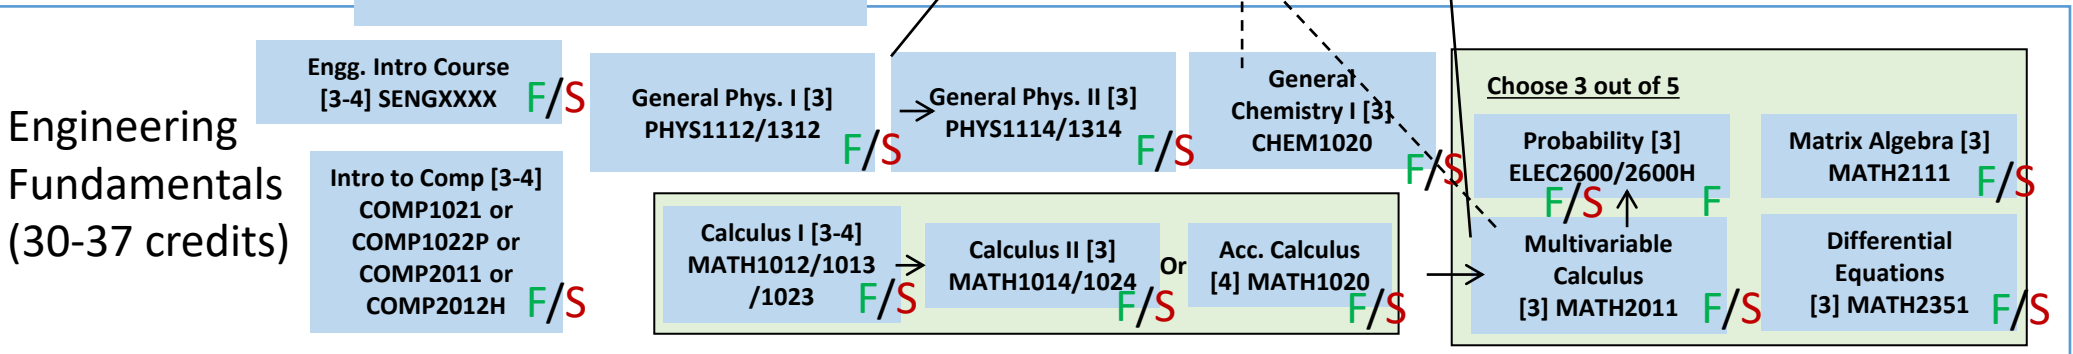 Engineering
Fundamentals
(30-37 credits)
Engg. Intro Course
[3-4] SENGXXXX
F/S
Intro to Comp [3-4]
COMP1021 or
COMP1022P or
COMP2011 or
COMP2012H
F/S
General Phys. I [3]
PHYS1112/1312
F/S
General Phys. II [3]
PHYS1114/1314
F/S
General
Chemistry I [3]
CHEM1020
F/S
Calculus I [3-4]
MATH1012/1013
/1023
F/S
Calculus II [3]
MATH1014/1024
F/S
Or
Acc. Calculus
[4] MATH1020
F/S
Choose 3 out of 5
Probability [3]
ELEC2600/2600H
F/S
F
Matrix Algebra [3]
MATH2111
F/S
Multivariable
Calculus
[3] MATH2011
F/S
Differential
Equations
[3] MATH2351
F/S